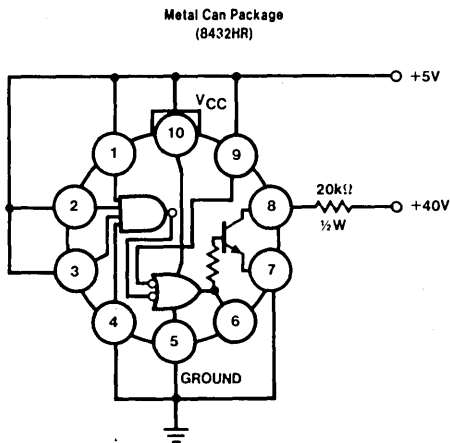 Metal Can Package
(8432HR)
+5V
VCC
10
1
9
2
8
20kΩ
+40V
½W
3
7
4
6
5
GROUND